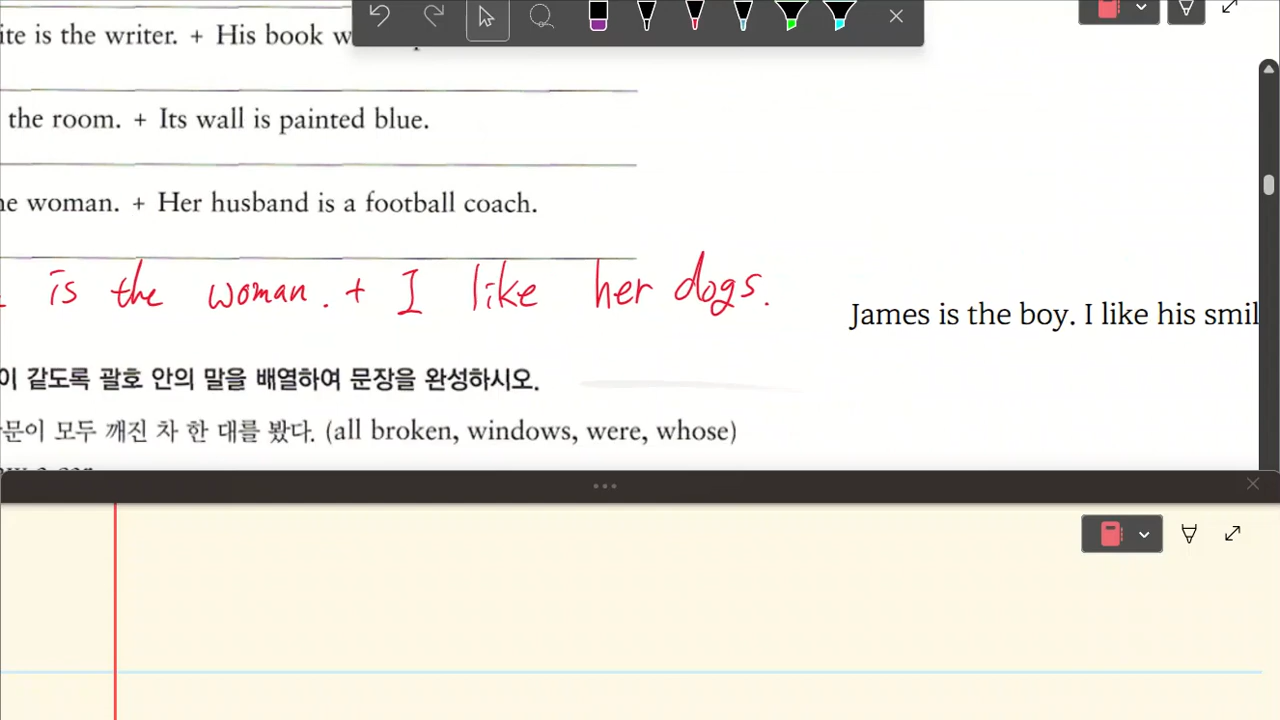 ite is the writer. + His book w
the room. + Its wall is painted blue.
he woman. + Her husband is a football coach.
is the woman. + I like her dogs.
James is the boy. I like his smil
이 같도록 괄호 안의 말을 배열하여 문장을 완성하시오.
문이 모두 깨진 차 한 대를 봤다. (all broken, windows, were, whose)